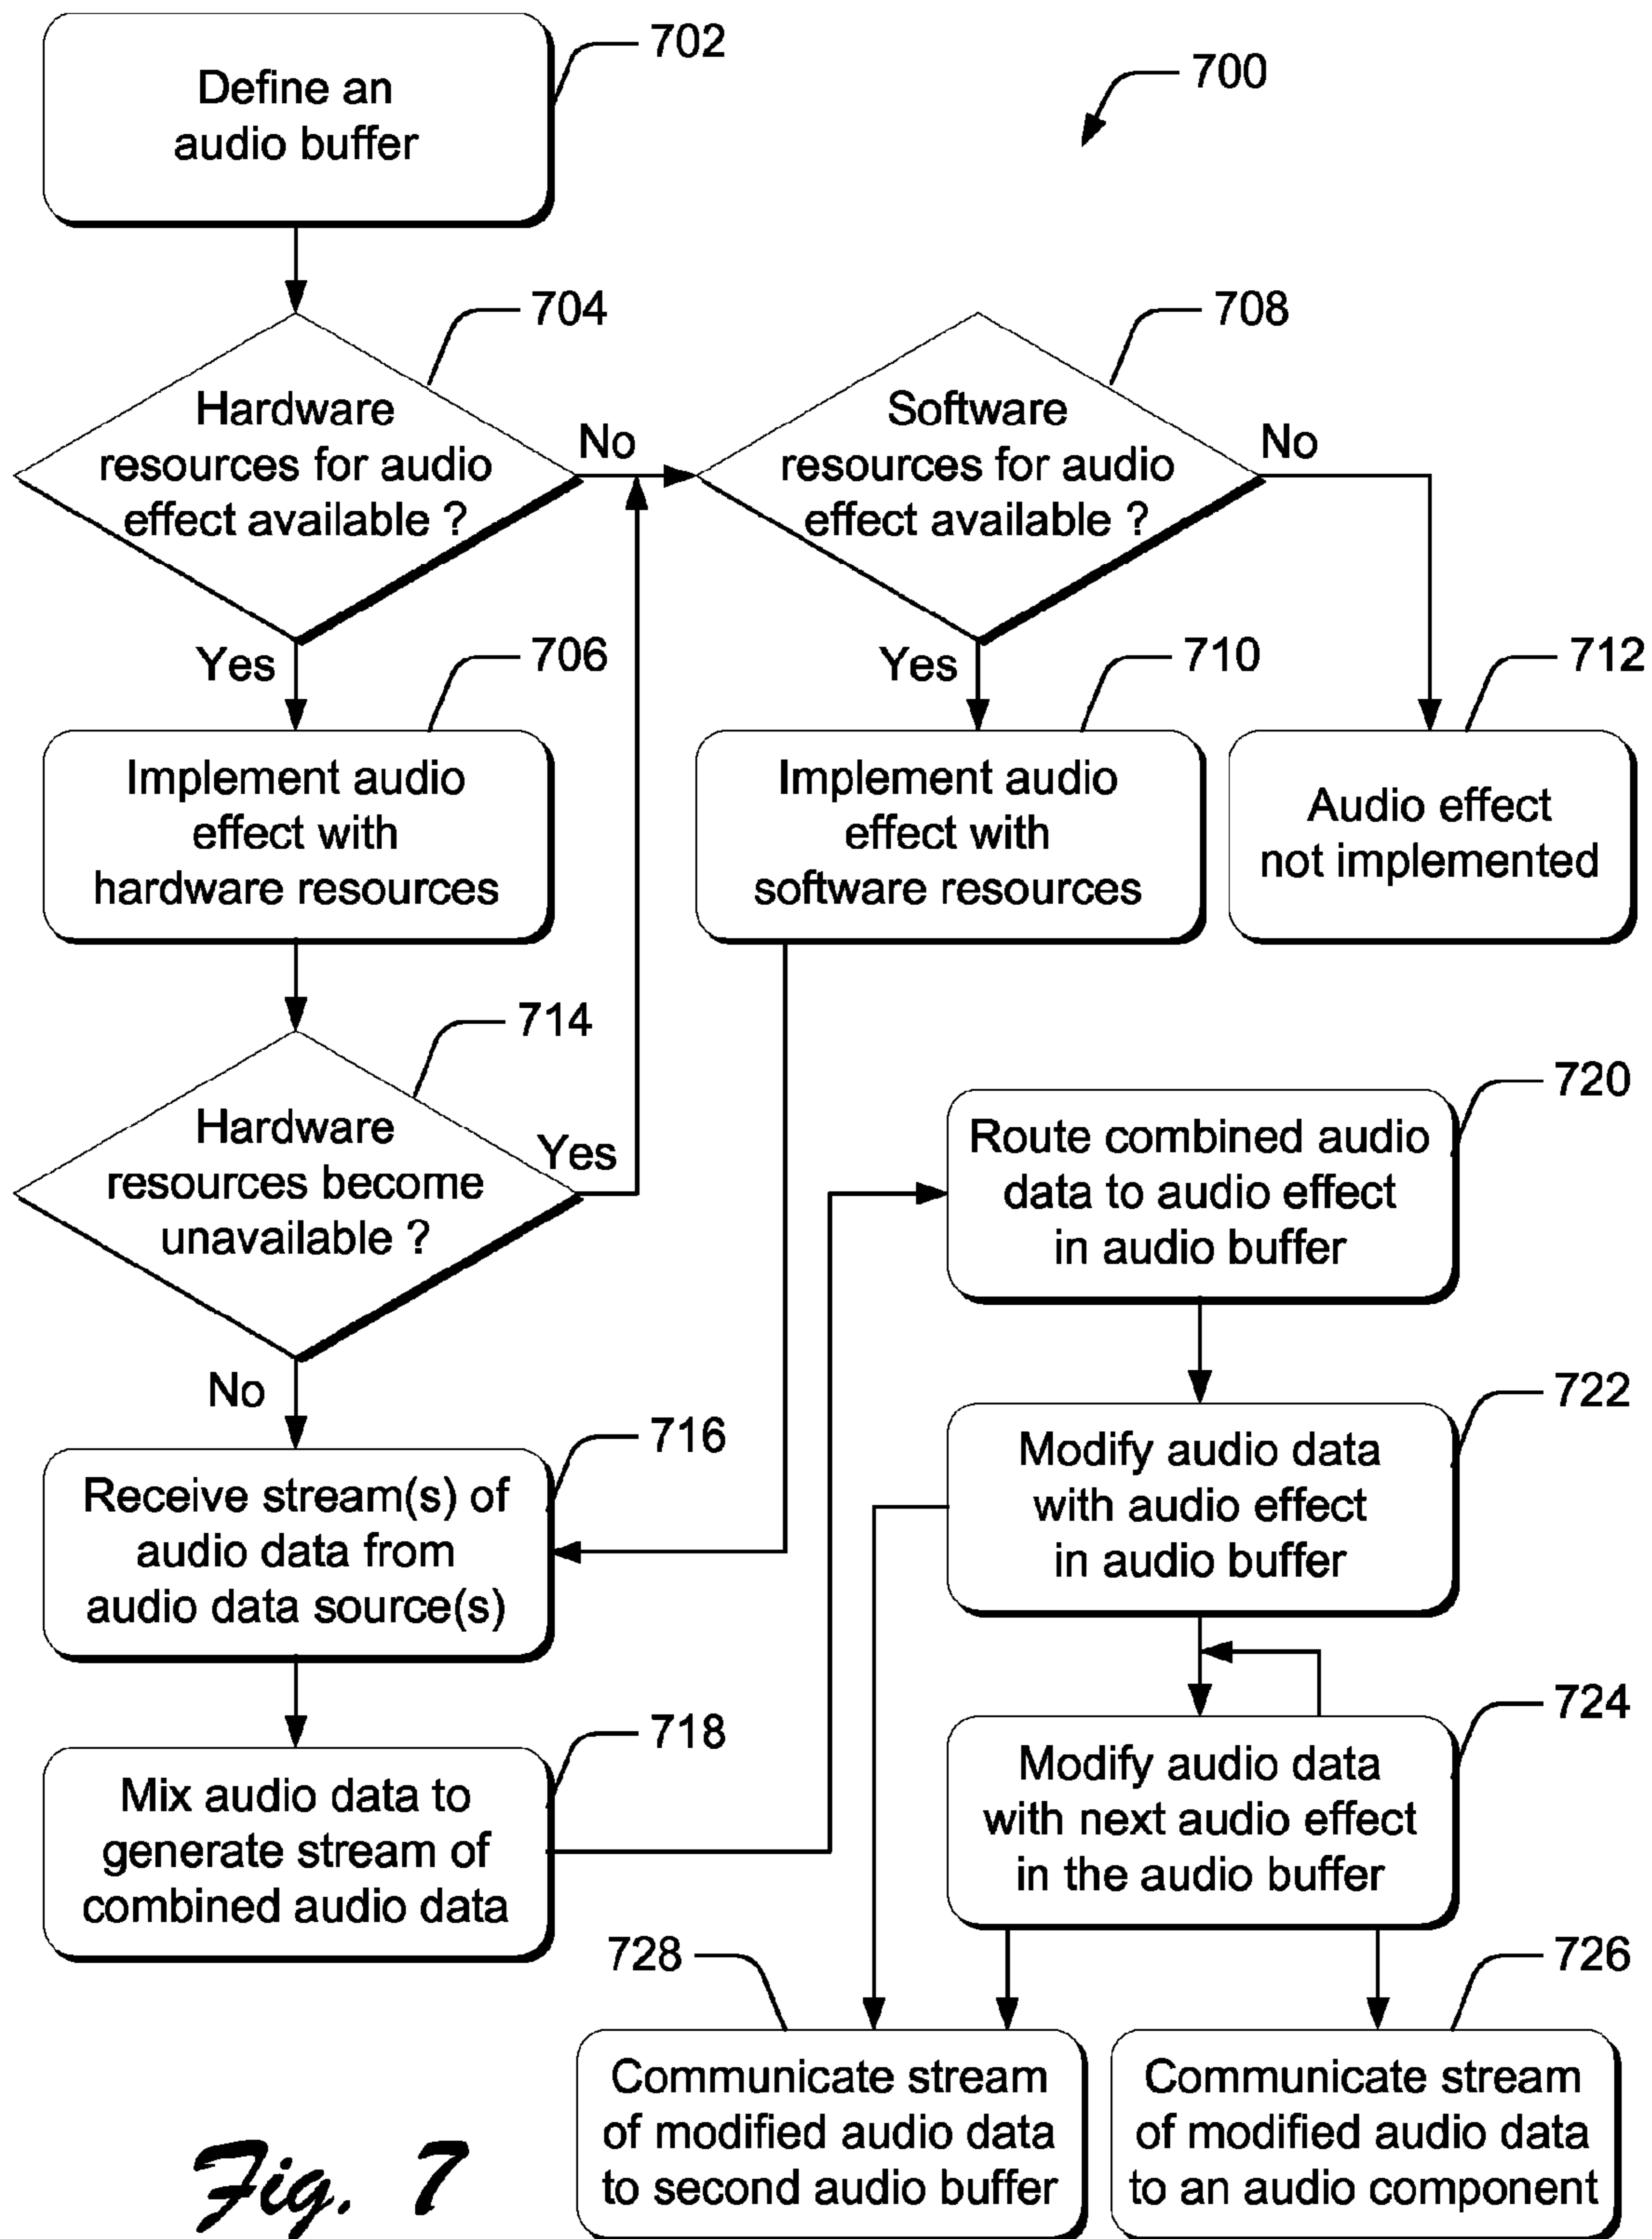 702
Define an
audio buffer
700
704
Hardware
resources for audio
effect available ?
No
Yes
708
Software
resources for audio
effect available ?
No
Yes
706
Implement audio
effect with
hardware resources
710
Implement audio
effect with
software resources
712
Audio effect
not implemented
714
Hardware
resources become
unavailable ?
Yes
No
716
Receive stream(s) of
audio data from
audio data source(s)
718
Mix audio data to
generate stream of
combined audio data
720
Route combined audio
data to audio effect
in audio buffer
722
Modify audio data
with audio effect
in audio buffer
724
Modify audio data
with next audio effect
in the audio buffer
728
Communicate stream
of modified audio data
to second audio buffer
726
Communicate stream
of modified audio data
to an audio component
Fig. 7